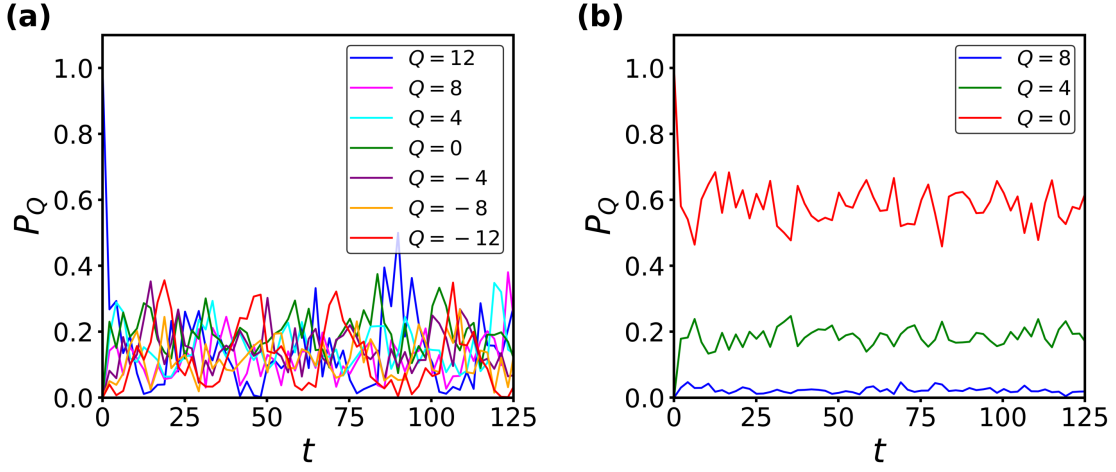 (a)
P_Q
1.0
0.8
0.6
0.4
0.2
0.0
0 25 50 75 100 125
t
Q = 12
Q = 8
Q = 4
Q = 0
Q = − 4
Q = − 8
Q = − 12
(b)
P_Q
1.0
0.8
0.6
0.4
0.2
0.0
0 25 50 75 100 125
t
Q = 8
Q = 4
Q = 0